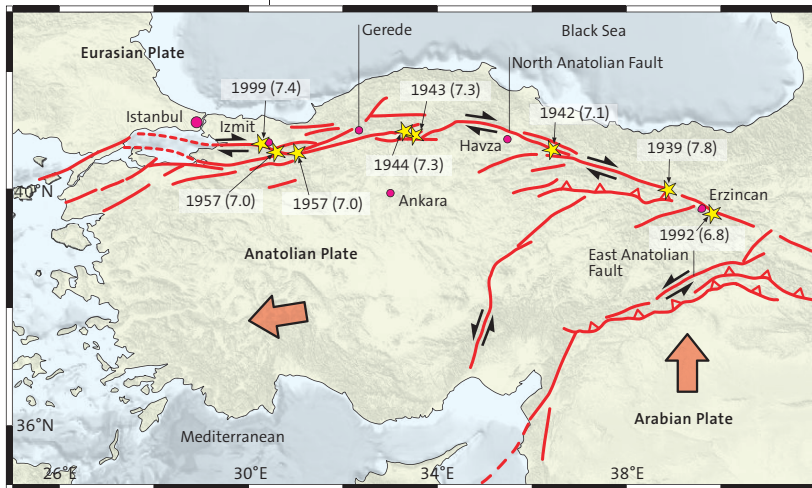 Gerede
Black Sea
Eurasian Plate
North Anatolian Fault
1999 (7.4)
1943 (7.3)
Istanbul
Izmit
1942 (7.1)
Havza
1939 (7.8)
1944 (7.3)
40°N
1957 (7.0)
1957 (7.0)
Ankara
Erzincan
1992 (6.8)
Anatolian Plate
East Anatolian
Fault
Arabian Plate
36°N
Mediterranean
26°E
30°E
34°E
38°E